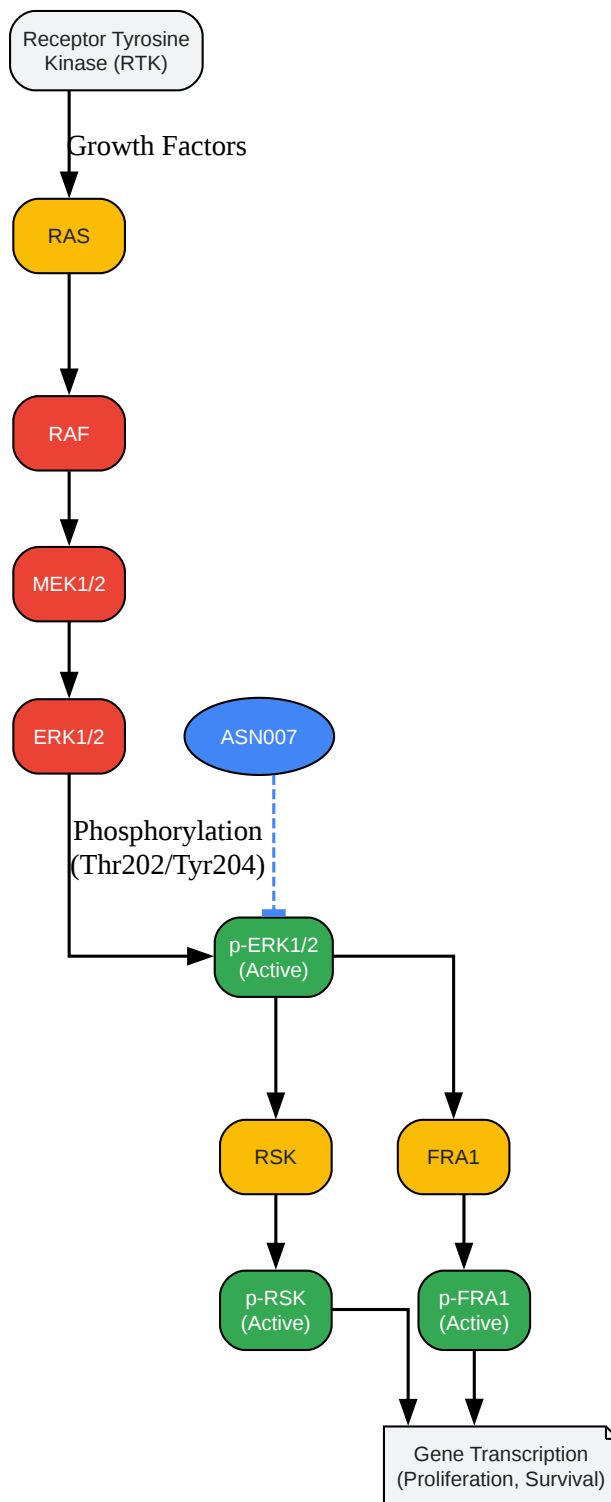 Receptor Tyrosine
Kinase (RTK)
Growth Factors
RAS
RAF
MEK1/2
ERK1/2
ASN007
Phosphorylation
(Thr202/Tyr204)
p-ERK1/2
(Active)
RSK
FRA1
p-RSK
(Active)
p-FRA1
(Active)
Gene Transcription
(Proliferation, Survival)